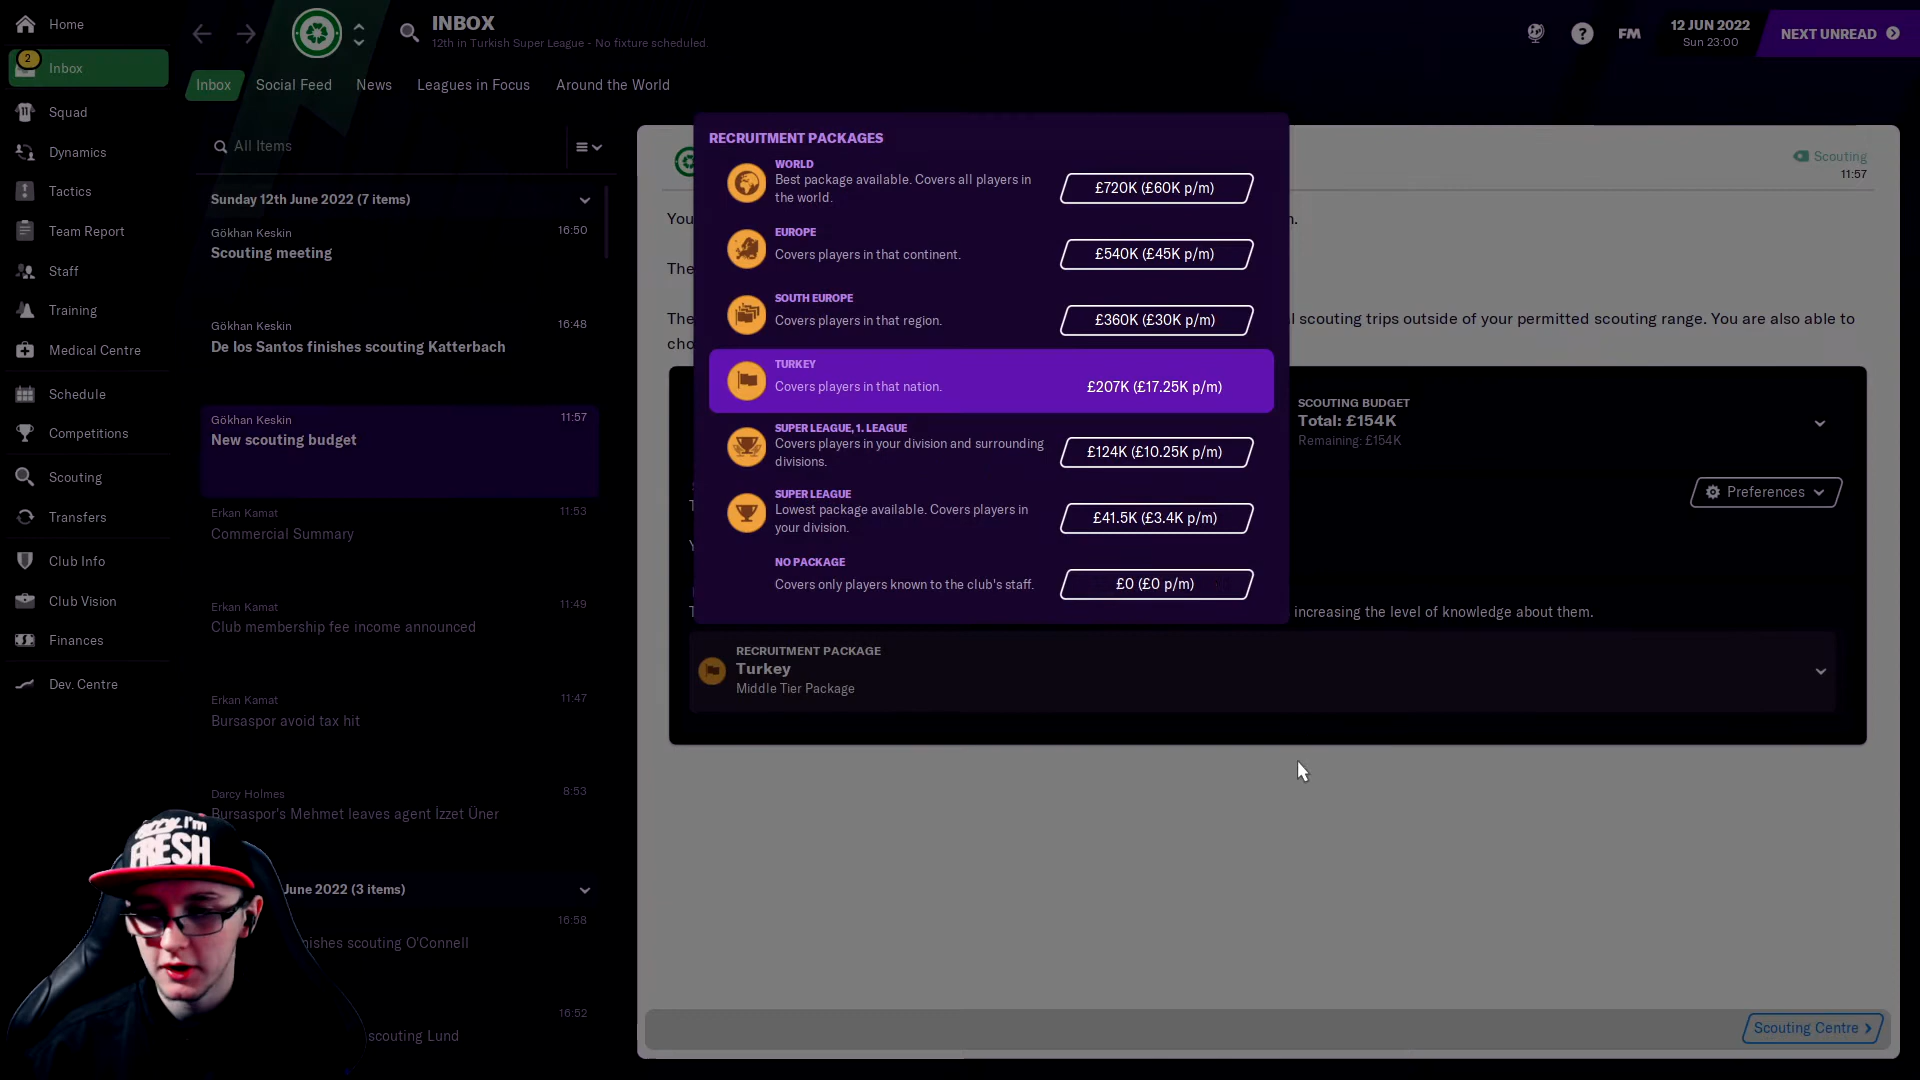 Home
2
Inbox
Squad
Dynamics
Tactics
Team Report
Staff
Training
Medical Centre
Schedule
Competitions
Scouting
Transfers
Club Info
Club Vision
Finances
Dev. Centre
INBOX
12th in Turkish Super League - No fixture scheduled.
FM
12 JUN 2022
Sun 23:00
NEXT UNREAD
Inbox
Social Feed
News
Leagues in Focus
Around the World
All Items
Sunday 12th June 2022 (7 items)
Gökhan Keskin
16:50
Scouting meeting
Gökhan Keskin
16:48
De los Santos finishes scouting Katterbach
Gökhan Keskin
11:57
New scouting budget
Erkan Kamat
11:53
Commercial Summary
Erkan Kamat
11:49
Club membership fee income announced
Erkan Kamat
11:47
Bursaspor avoid tax hit
Darcy Holmes
8:53
Bursaspor's Mehmet leaves agent İzzet Üner
June 2022 (3 items)
16:58
nishes scouting O'Connell
16:52
scouting Lund
RECRUITMENT PACKAGES
WORLD
Best package available. Covers all players in
the world.
£720K (£60K p/m)
EUROPE
Covers players in that continent.
£540K (£45K p/m)
SOUTH EUROPE
Covers players in that region.
£360K (£30K p/m)
TURKEY
Covers players in that nation.
£207K (£17.25K p/m)
SUPER LEAGUE, 1. LEAGUE
Covers players in your division and surrounding
divisions.
£124K (£10.25K p/m)
SUPER LEAGUE
Lowest package available. Covers players in
your division.
£41.5K (£3.4K p/m)
NO PACKAGE
Covers only players known to the club's staff.
£0 (£0 p/m)
Scouting
11:57
You
The
The
l scouting trips outside of your permitted scouting range. You are also able to
cho
SCOUTING BUDGET
Total: £154K
Remaining: £154K
Preferences
increasing the level of knowledge about them.
RECRUITMENT PACKAGE
Turkey
Middle Tier Package
Scouting Centre
I'm
FRESH